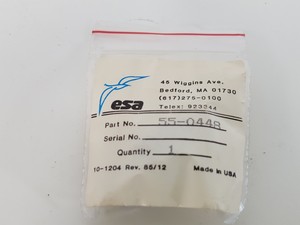 45 Wiggins Ave.
Bedford, MA 01730
(617)275-0100
Telex: 923344
esa
Part No. 55-0449
Serial No.
Quantity 1
10-1204 Rev. 85/12 Made in USA